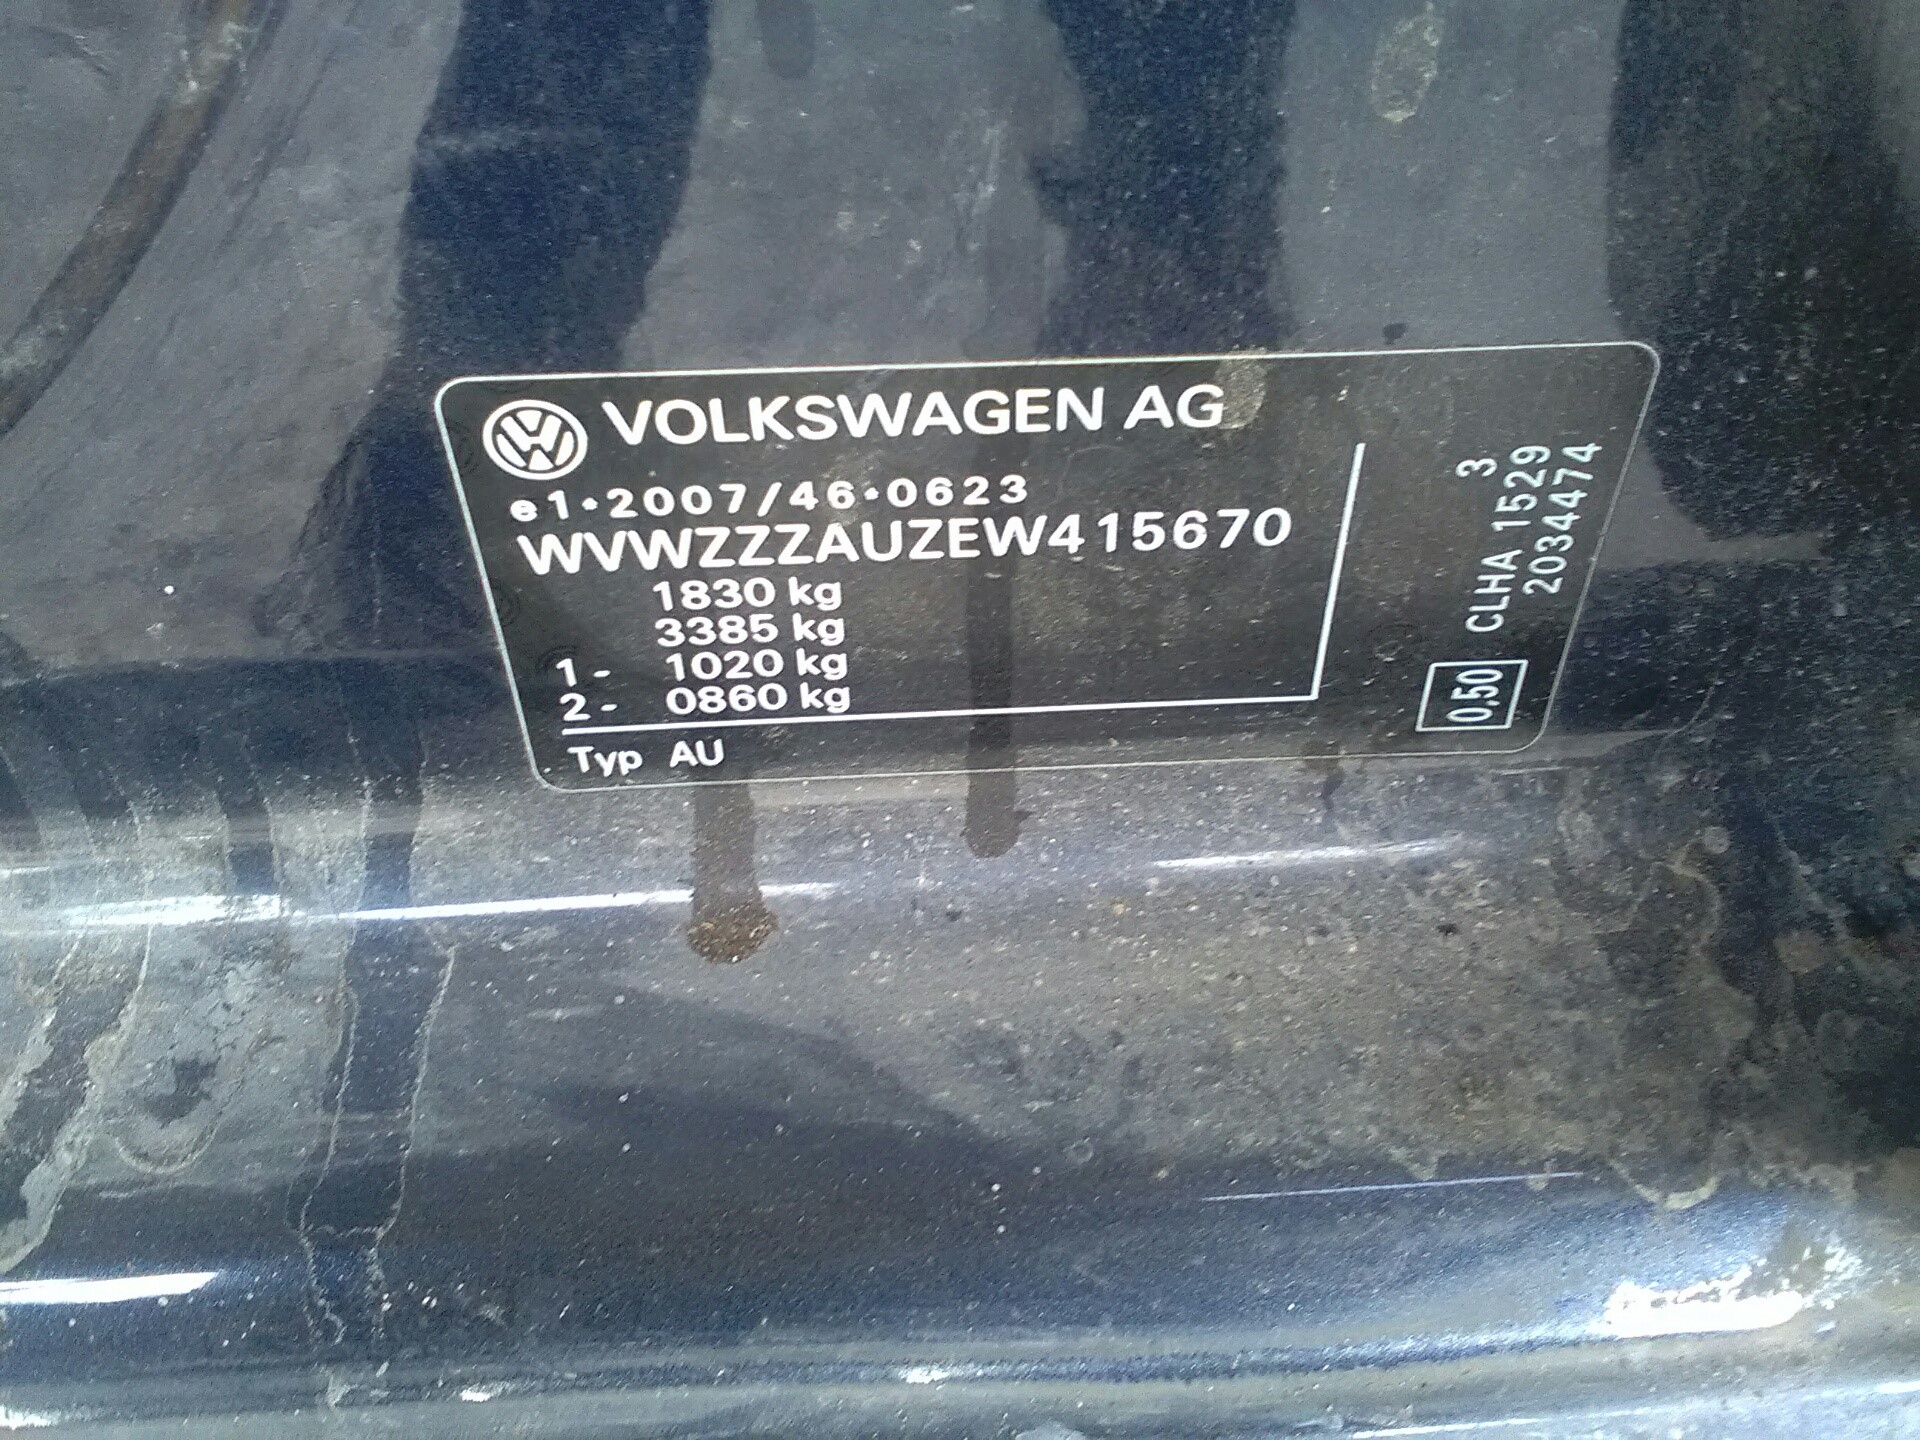 VOLKSWAGEN AG
e1*2007/46*0623
WVWZZZAUZEW415670
1830 kg
3385 kg
1- 1020 kg
2- 0860 kg
Typ AU
0,50 CLHA 1529 3
2034474